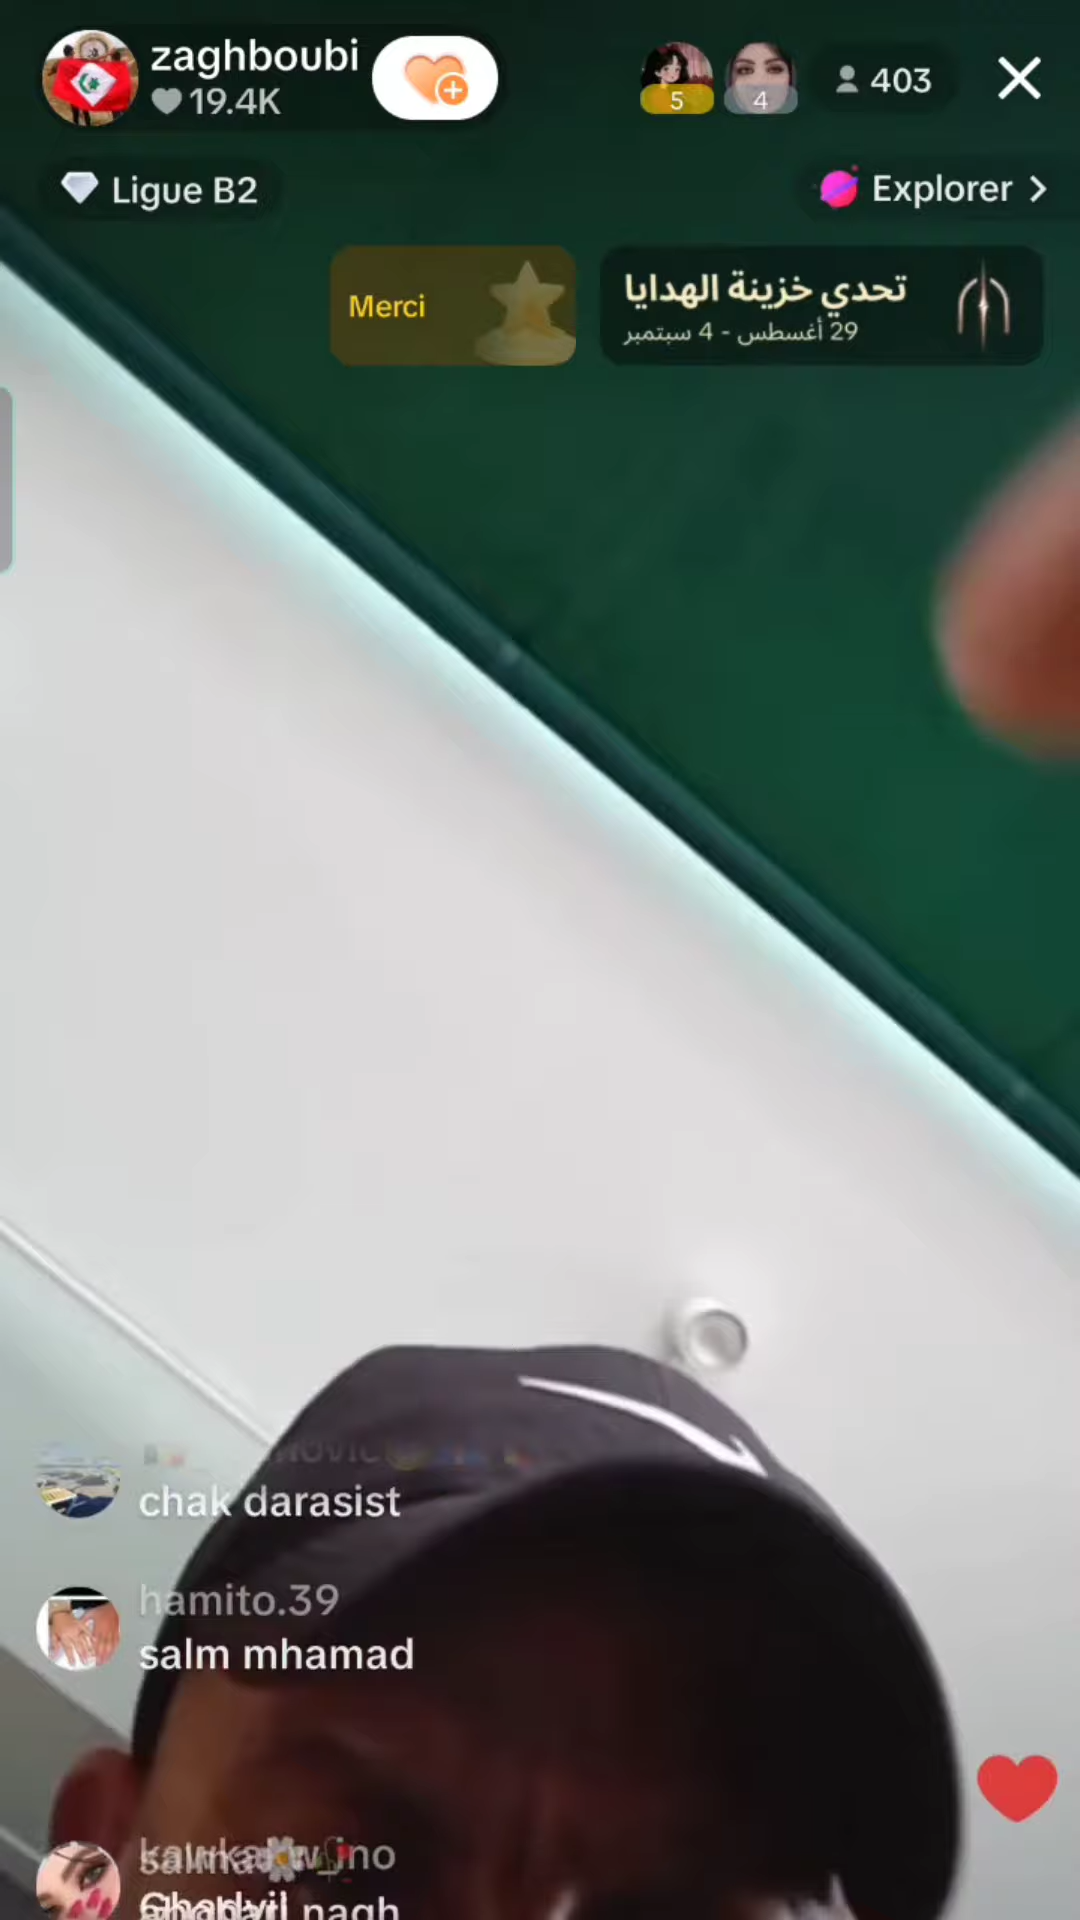 zaghboubi
19.4K
5
4
403
Ligue B2
Explorer
Merci
تحدي خزينة الهدايا
29 أغسطس - 4 سبتمبر
chak darasist
hamito.39
salm mhamad
nagh